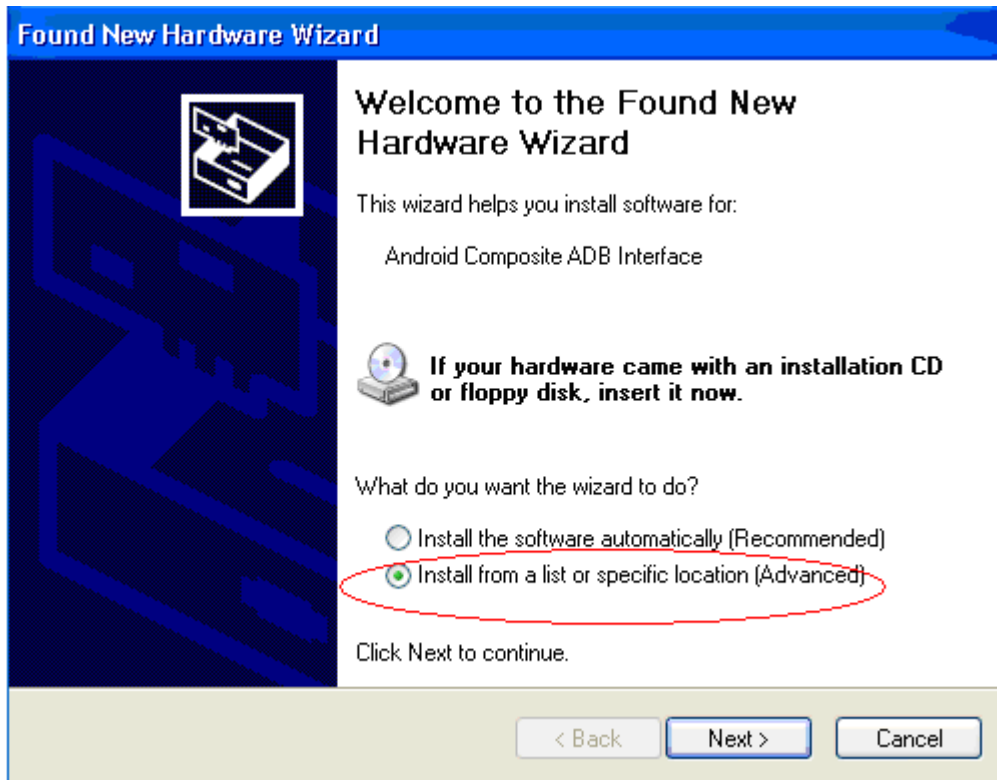 Found New Hardware Wizard
Welcome to the Found New
Hardware Wizard
This wizard helps you install software for:
Android Composite ADB Interface
If your hardware came with an installation CD
or floppy disk, insert it now.
What do you want the wizard to do?
Install the software automatically (Recommended)
Install from a list or specific location (Advanced)
Click Next to continue.
< Back Next > Cancel